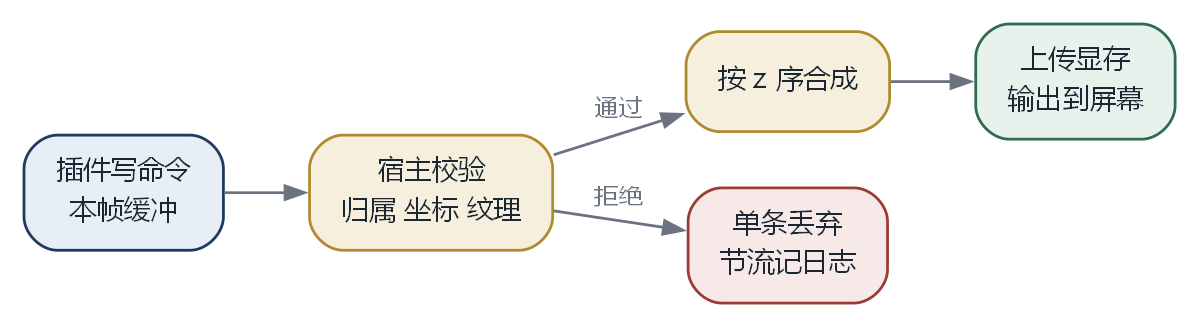 插件写命令
本帧缓冲
宿主校验
归属 坐标 纹理
通过
按 z 序合成
上传显存
输出到屏幕
拒绝
单条丢弃
节流记日志